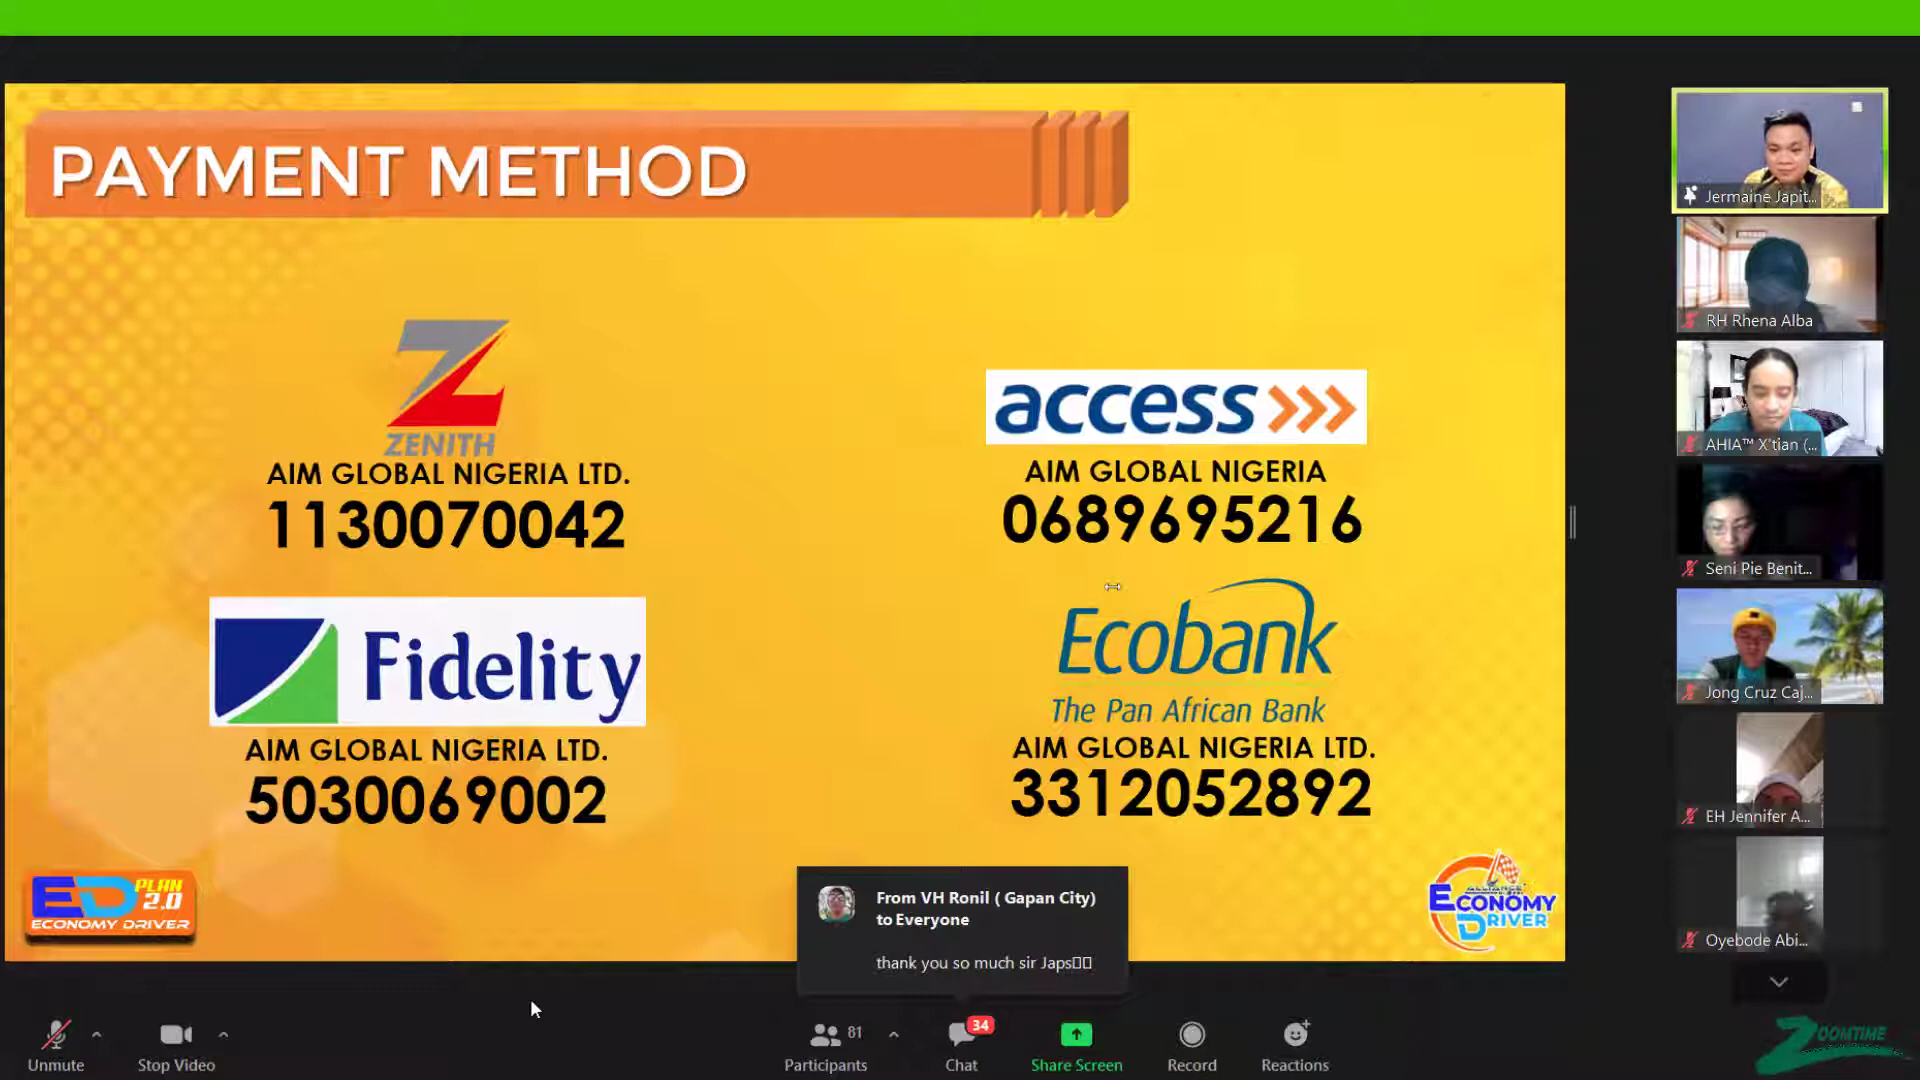 PAYMENT METHOD
ZENITH
AIM GLOBAL NIGERIA LTD.
1130070042
access
AIM GLOBAL NIGERIA
0689695216
Fidelity
AIM GLOBAL NIGERIA LTD.
5030069002
Ecobank
The Pan African Bank
AIM GLOBAL NIGERIA LTD.
3312052892
ED PLAN 2.0
ECONOMY DRIVER
ALLIANCE
ECONOMY
DRIVER
From VH Ronil ( Gapan City)
to Everyone
thank you so much sir Japs
Jermaine Japit...
RH Rhena Alba
AHIA™ X'tian (...
Seni Pie Benit...
Jong Cruz Caj...
EH Jennifer A...
Oyebode Abi...
Unmute
Stop Video
81
Participants
34
Chat
Share Screen
Record
Reactions
ZOOMTIME